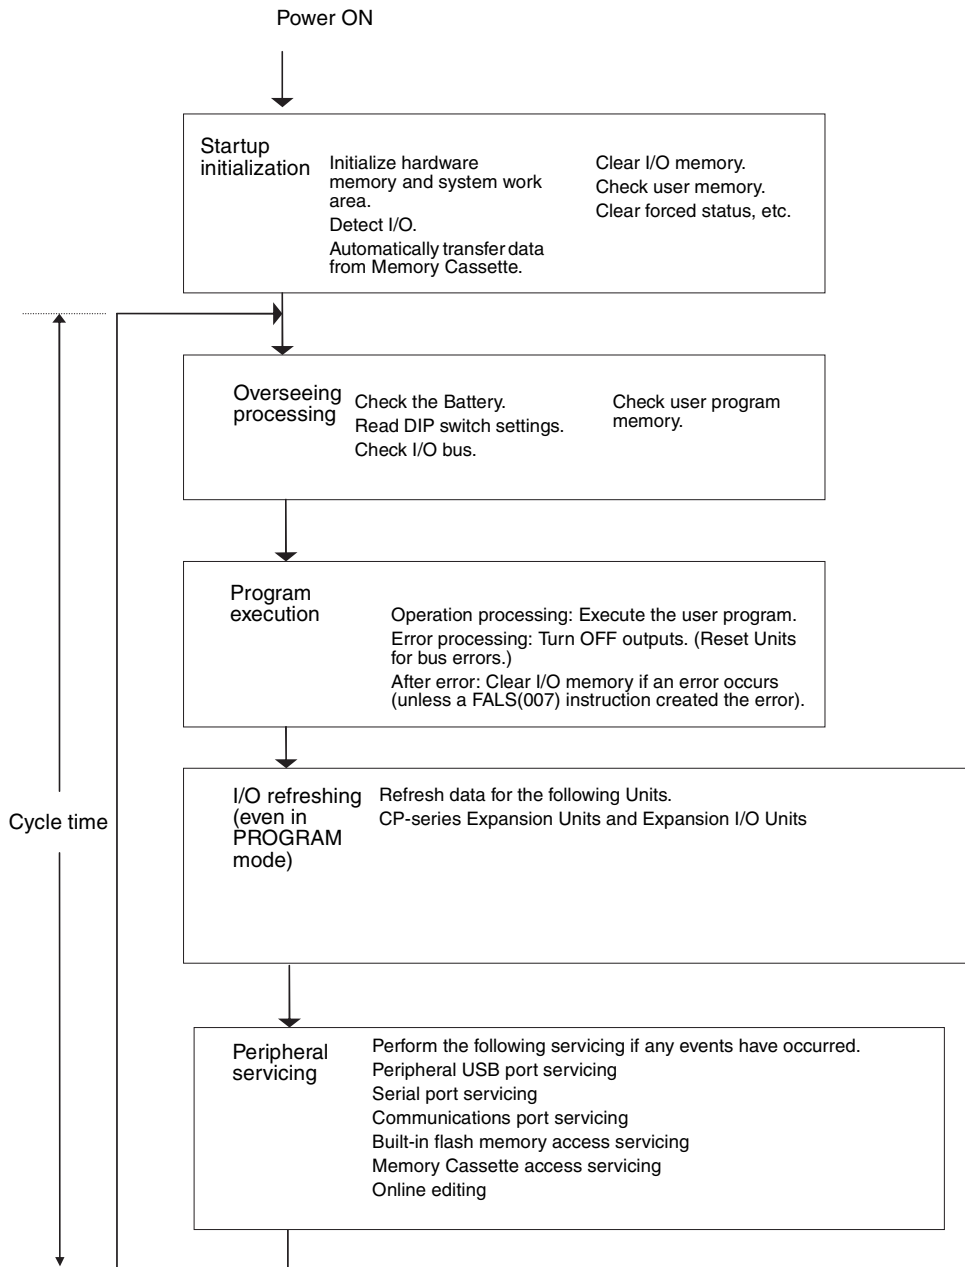 Power ON
Startup
initialization
Initialize hardware
memory and system work
area.
Detect I/O.
Automatically transfer data
from Memory Cassette.
Clear I/O memory.
Check user memory.
Clear forced status, etc.
Overseeing
processing
Check the Battery.
Read DIP switch settings.
Check I/O bus.
Check user program
memory.
Program
execution
Operation processing: Execute the user program.
Error processing: Turn OFF outputs. (Reset Units
for bus errors.)
After error: Clear I/O memory if an error occurs
(unless a FALS(007) instruction created the error).
Cycle time
I/O refreshing
(even in
PROGRAM
mode)
Refresh data for the following Units.
CP-series Expansion Units and Expansion I/O Units
Peripheral
servicing
Perform the following servicing if any events have occurred.
Peripheral USB port servicing
Serial port servicing
Communications port servicing
Built-in flash memory access servicing
Memory Cassette access servicing
Online editing